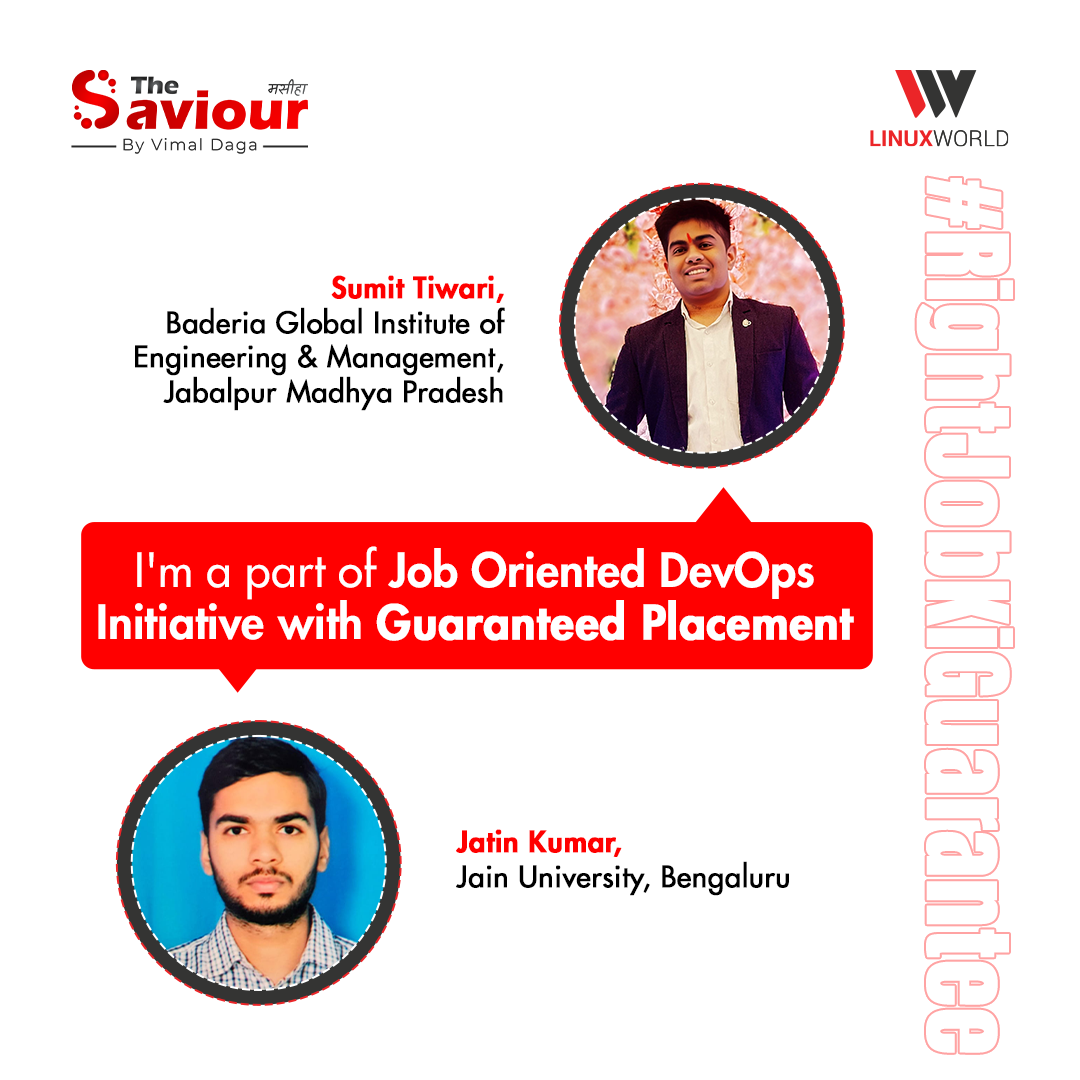 The
मसीहा
Saviour
By Vimal Daga
LINUXWORLD
#RightJobKiGuarantee
Sumit Tiwari,
Baderia Global Institute of
Engineering & Management,
Jabalpur Madhya Pradesh
I'm a part of Job Oriented DevOps
Initiative with Guaranteed Placement
Jatin Kumar,
Jain University, Bengaluru